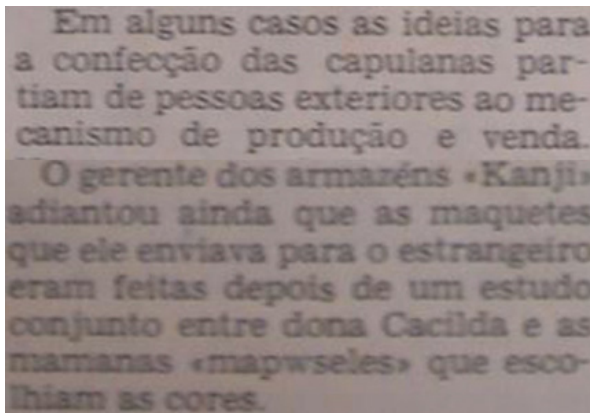 Em alguns casos as ideias para
a confecção das capulanas par-
tiam de pessoas exteriores ao me-
canismo de produção e venda.
O gerente dos armazéns «Kanji»
adiantou ainda que as maquetes
que ele enviava para o estrangeiro
eram feitas depois de um estudo
conjunto entre dona Cacilda e as
mamanas «mapwseles» que esco-
lhiam as cores.